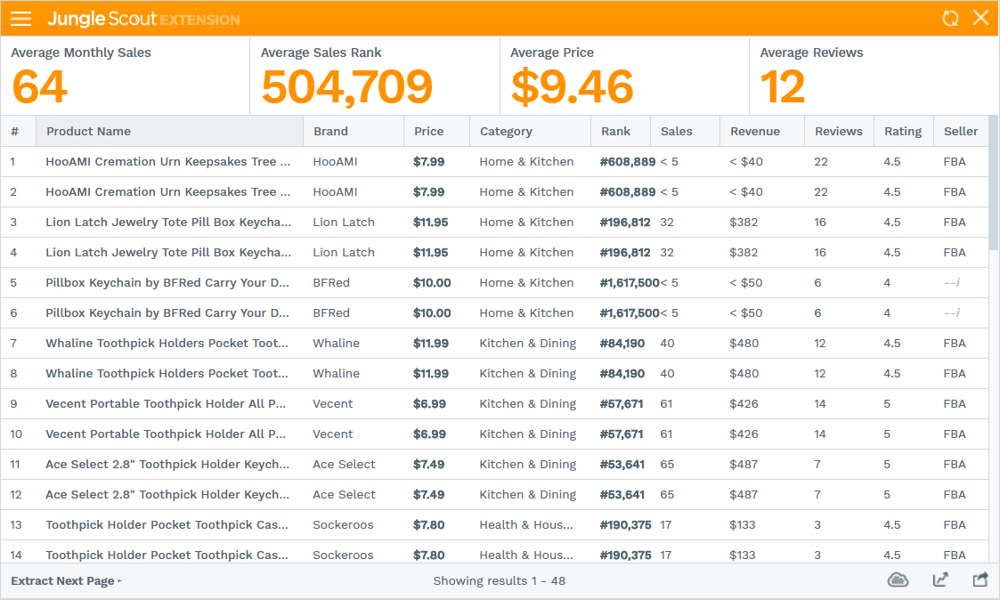 Jungle Scout EXTENSION
Average Monthly Sales Average Sales Rank Average Price Average Reviews
64 504,709 $9.46 12
# Product Name Brand Price Category Rank Sales Revenue Reviews Rating Seller
1 HooAMI Cremation Urn Keepsakes Tree ... HooAMI $7.99 Home & Kitchen #608,889 < 5 < $40 22 4.5 FBA
2 HooAMI Cremation Urn Keepsakes Tree ... HooAMI $7.99 Home & Kitchen #608,889 < 5 < $40 22 4.5 FBA
3 Lion Latch Jewelry Tote Pill Box Keycha... Lion Latch $11.95 Home & Kitchen #196,812 32 $382 16 4.5 FBA
4 Lion Latch Jewelry Tote Pill Box Keycha... Lion Latch $11.95 Home & Kitchen #196,812 32 $382 16 4.5 FBA
5 Pillbox Keychain by BFRed Carry Your D... BFRed $10.00 Home & Kitchen #1,617,500 < 5 < $50 6 4 --i
6 Pillbox Keychain by BFRed Carry Your D... BFRed $10.00 Home & Kitchen #1,617,500 < 5 < $50 6 4 --i
7 Whaline Toothpick Holders Pocket Toot... Whaline $11.99 Kitchen & Dining #84,190 40 $480 12 4.5 FBA
8 Whaline Toothpick Holders Pocket Toot... Whaline $11.99 Kitchen & Dining #84,190 40 $480 12 4.5 FBA
9 Vecent Portable Toothpick Holder All P... Vecent $6.99 Kitchen & Dining #57,671 61 $426 14 5 FBA
10 Vecent Portable Toothpick Holder All P... Vecent $6.99 Kitchen & Dining #57,671 61 $426 14 5 FBA
11 Ace Select 2.8" Toothpick Holder Keych... Ace Select $7.49 Kitchen & Dining #53,641 65 $487 7 5 FBA
12 Ace Select 2.8" Toothpick Holder Keych... Ace Select $7.49 Kitchen & Dining #53,641 65 $487 7 5 FBA
13 Toothpick Holder Pocket Toothpick Cas... Sockeroos $7.80 Health & Hous... #190,375 17 $133 3 4.5 FBA
14 Toothpick Holder Pocket Toothpick Cas... Sockeroos $7.80 Health & Hous... #190,375 17 $133 3 4.5 FBA
Extract Next Page Showing results 1 - 48